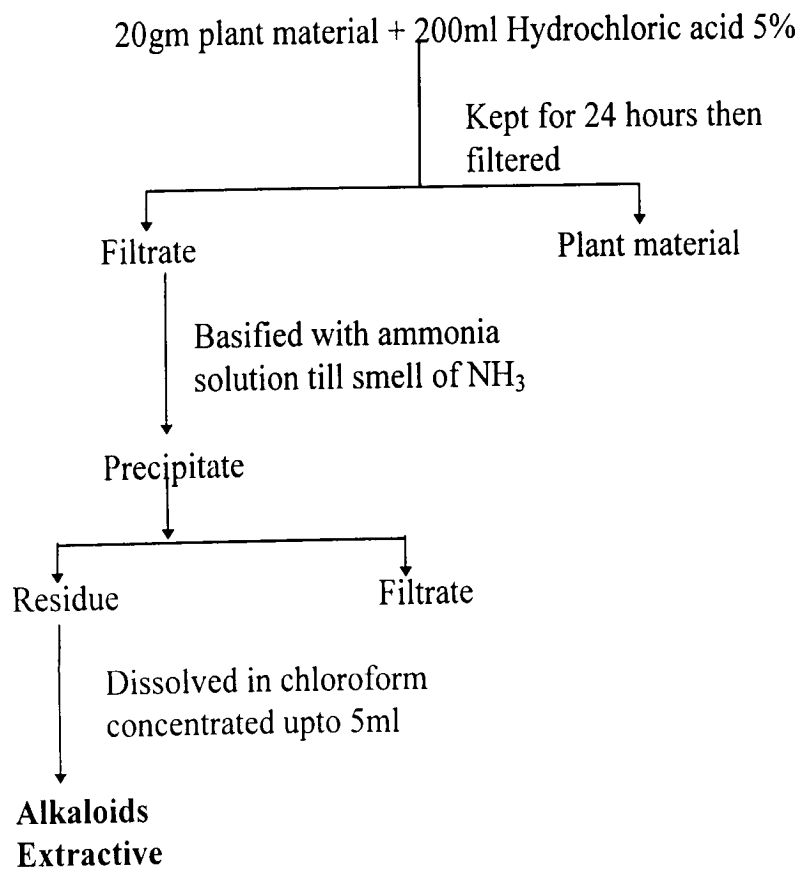 20gm plant material + 200ml Hydrochloric acid 5%
Kept for 24 hours then
filtered
Filtrate
Plant material
Basified with ammonia
solution till smell of NH₃
Precipitate
Residue
Filtrate
Dissolved in chloroform
concentrated upto 5ml
Alkaloids
Extractive